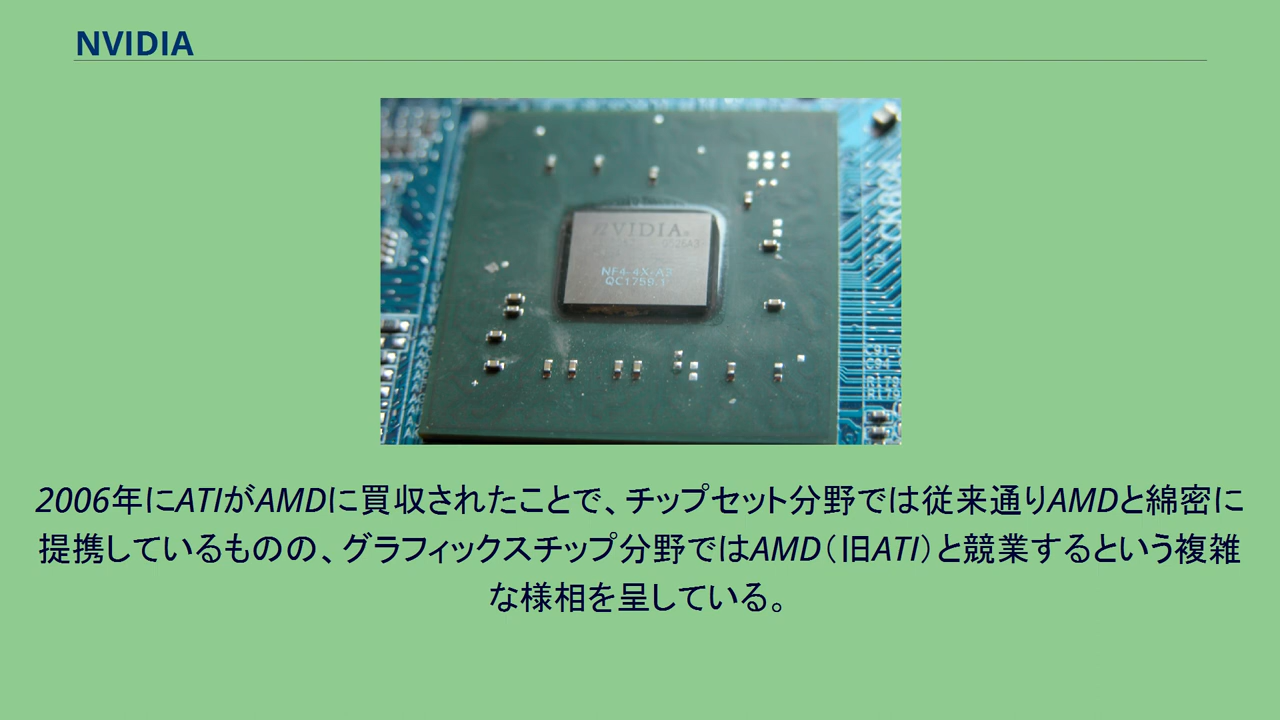 NVIDIA
NVIDIA
NF4-4X-A3
CK804
2006年にATIがAMDに買収されたことで、チップセット分野では従来通りAMDと綿密に
提携しているものの、グラフィックスチップ分野ではAMD（旧ATI）と競業するという複雑
な様相を呈している。